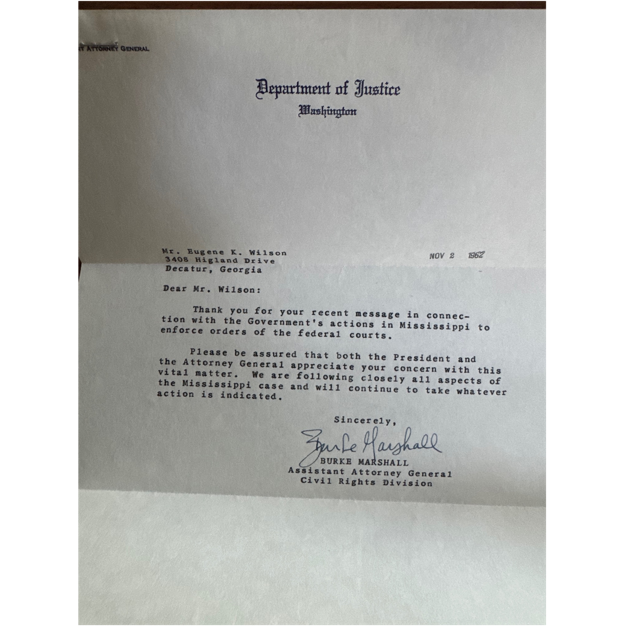 T ATTORNEY GENERAL
Department of Justice
Washington
Mr. Eugene K. Wilson
3408 Higland Drive
Decatur, Georgia
NOV 2 1962
Dear Mr. Wilson:
Thank you for your recent message in connec-
tion with the Government's actions in Mississippi to
enforce orders of the federal courts.
Please be assured that both the President and
the Attorney General appreciate your concern with this
vital matter. We are following closely all aspects of
the Mississippi case and will continue to take whatever
action is indicated.
Sincerely,
Burke Marshall
BURKE MARSHALL
Assistant Attorney General
Civil Rights Division